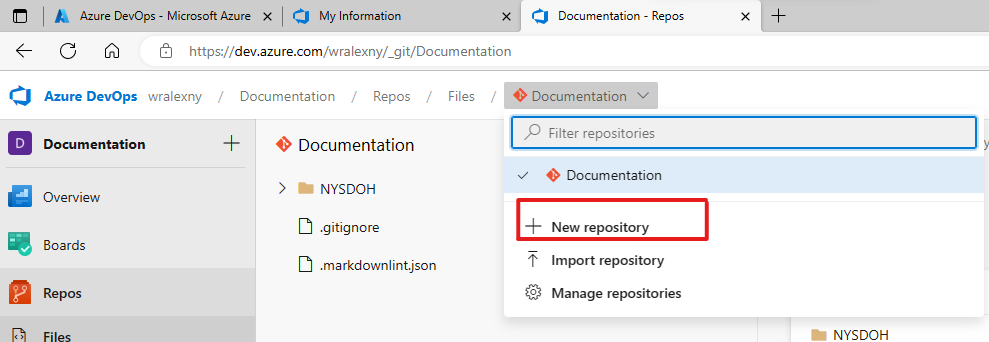 Azure DevOps - Microsoft Azure
My Information
Documentation - Repos
https://dev.azure.com/wralexny/_git/Documentation
Azure DevOps wralexny / Documentation / Repos / Files / Documentation
D Documentation
Documentation
Filter repositories
Overview
NYSDOH
Documentation
.gitignore
New repository
Boards
.markdownlint.json
Import repository
Repos
Manage repositories
Files
NYSDOH